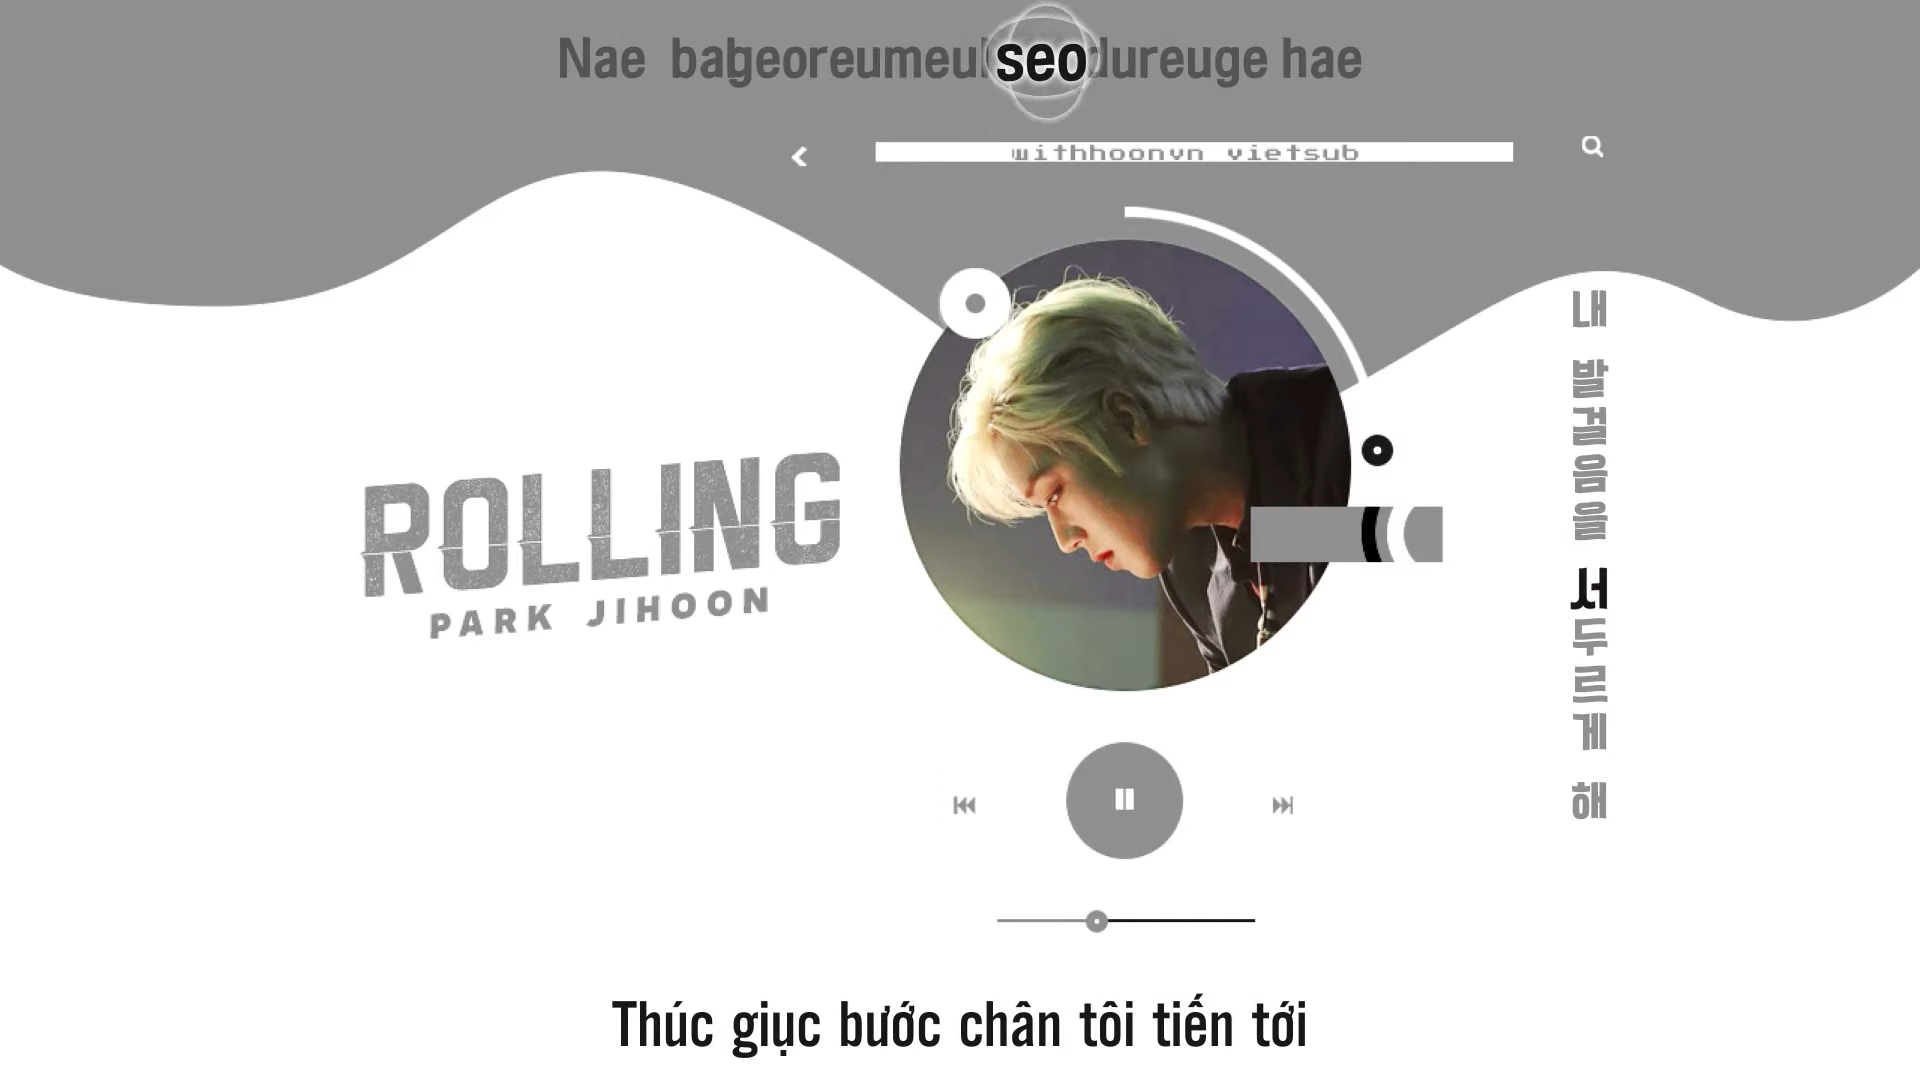 Nae bageoreumeul seodureuge hae
withhoonvn vietsub
ROLLING
PARK JIHOON
내 발걸음을 서두르게 해
Thúc giục bước chân tôi tiến tới